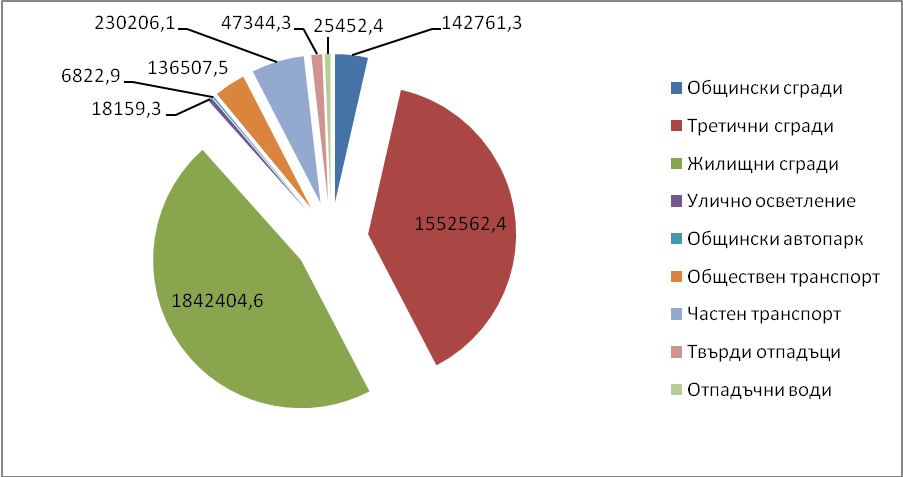 230206,1
47344,3
25452,4
142761,3
6822,9
136507,5
18159,3
1552562,4
1842404,6
Общински сгради
Третични сгради
Жилищни сгради
Улично осветление
Общински автопарк
Обществен транспорт
Частен транспорт
Твърди отпадъци
Отпадъчни води